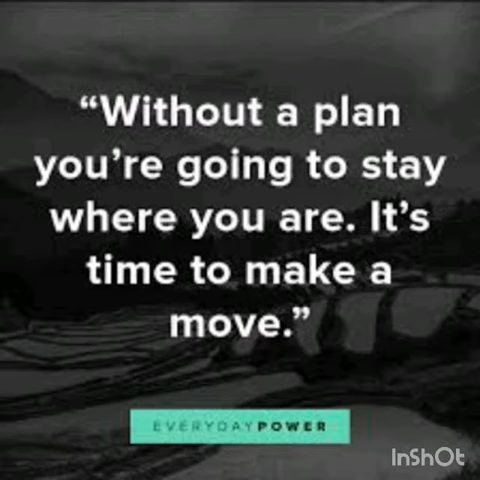 “Without a plan
you’re going to stay
where you are. It’s
time to make a
move.”
EVERYDAYPOWER
InShOt